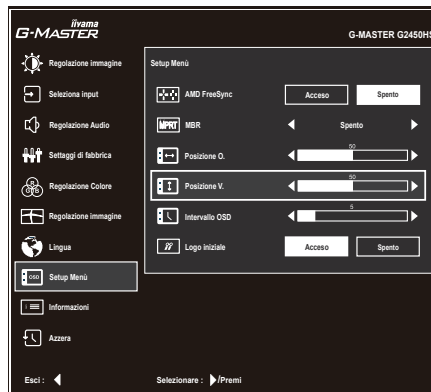 iiyama
G-MASTER
G-MASTER G2450HS
Regolazione immagine
Seleziona input
Regolazione Audio
Settaggi di fabbrica
R
G B
Regolazione Colore
Regolazione immagine
Lingua
OSD Setup Menù
i Informazioni
Azzera
Setup Menù
AMD FreeSync Acceso Spento
MPRT MBR Spento
Posizione O. 50
Posizione V. 50
Intervallo OSD 5
Logo iniziale Acceso Spento
Esci :
Selezionare : /Premi